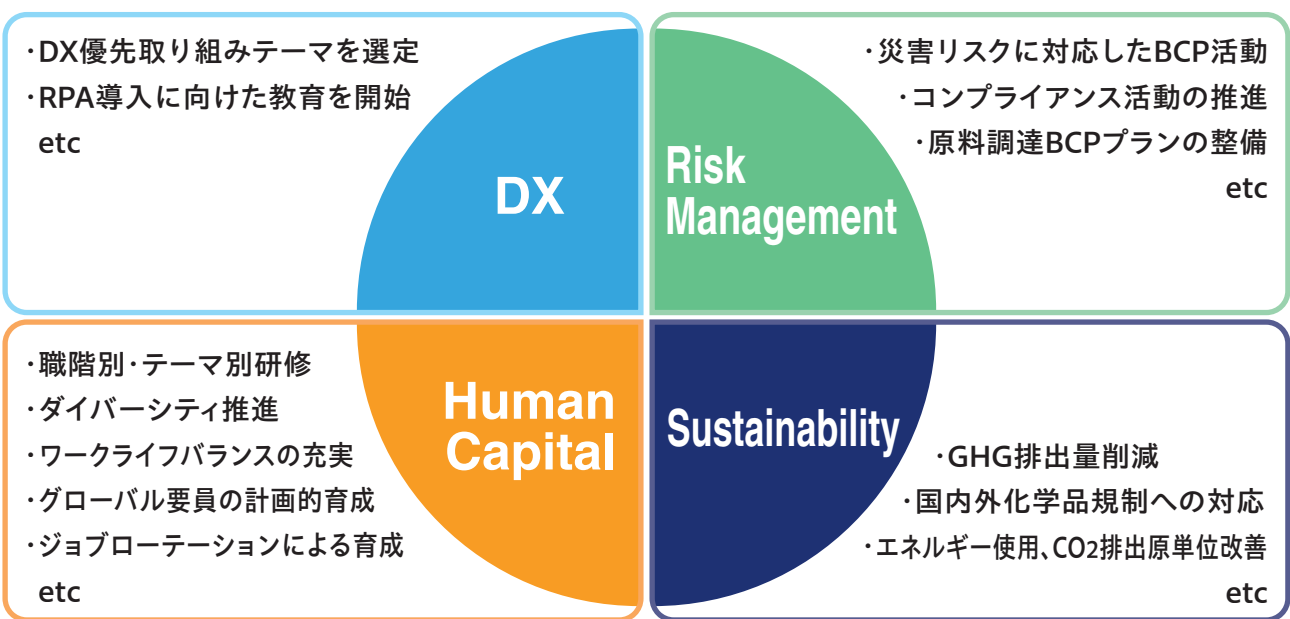 ·DX優先取り組みテーマを選定
·RPA導入に向けた教育を開始
etc
DX
·災害リスクに対応したBCP活動
·コンプライアンス活動の推進
·原料調達BCPプランの整備
etc
Risk
Management
·職階別·テーマ別研修
·ダイバーシティ推進
·ワークライフバランスの充実
·グローバル要員の計画的育成
·ジョブローテーションによる育成
etc
Human
Capital
Sustainability
·GHG排出量削減
·国内外化学品規制への対応
·エネルギー使用、CO2排出原単位改善
etc